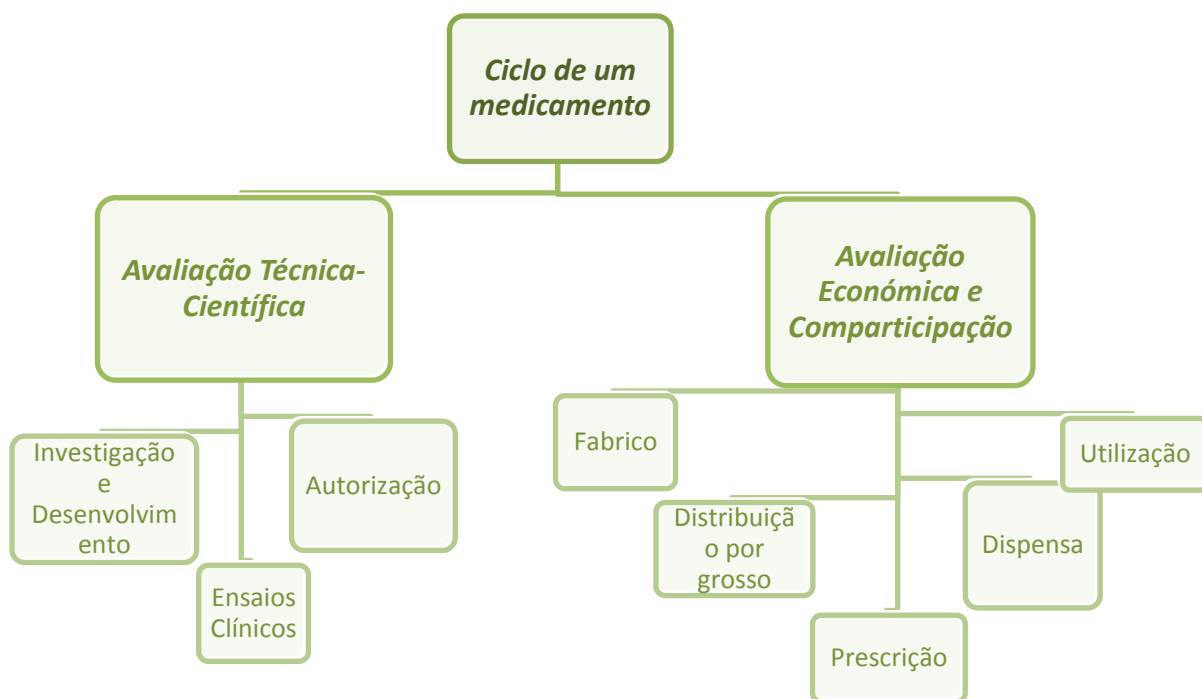 Ciclo de um
medicamento
Avaliação Técnica-
Científica
Avaliação
Económica e
Comparticipação
Investigação
e
Desenvolvim
ento
Ensaios
Clínicos
Autorização
Fabrico
Distribuiçã
o por
grosso
Prescrição
Dispensa
Utilização